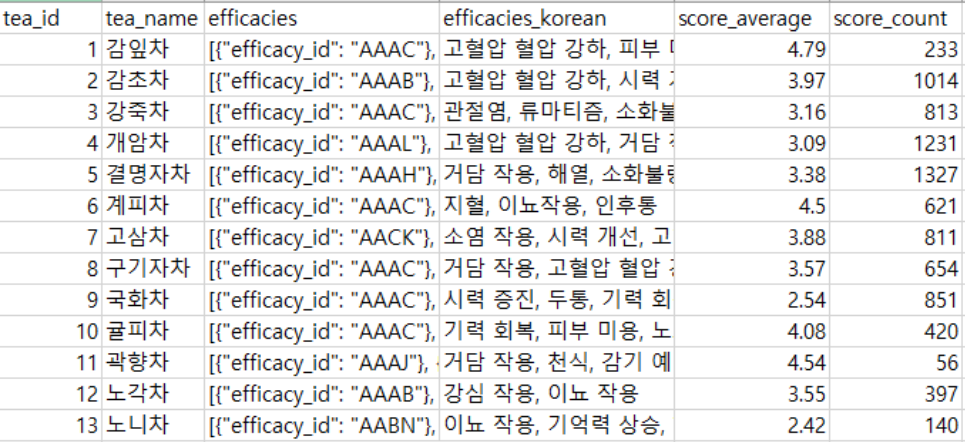 tea_id tea_name efficacies efficacies_korean score_average score_count
1 감잎차 [{"efficacy_id": "AAAC"}, 고혈압 혈압 강하, 피부 4.79 233
2 감초차 [{"efficacy_id": "AAAB"}, 고혈압 혈압 강하, 시력 3.97 1014
3 강죽차 [{"efficacy_id": "AAAC"}, 관절염, 류마티즘, 소화불 3.16 813
4 개암차 [{"efficacy_id": "AAAL"}, 고혈압 혈압 강하, 거담 3.09 1231
5 결명자차 [{"efficacy_id": "AAAH"}, 거담 작용, 해열, 소화불량 3.38 1327
6 계피차 [{"efficacy_id": "AAAC"}, 지혈, 이뇨작용, 인후통 4.5 621
7 고삼차 [{"efficacy_id": "AACK"}, 소염 작용, 시력 개선, 고 3.88 811
8 구기자차 [{"efficacy_id": "AAAC"}, 거담 작용, 고혈압 혈압 3.57 654
9 국화차 [{"efficacy_id": "AAAC"}, 시력 증진, 두통, 기력 회 2.54 851
10 귤피차 [{"efficacy_id": "AAAC"}, 기력 회복, 피부 미용, 노 4.08 420
11 곽향차 [{"efficacy_id": "AAAJ"}, 거담 작용, 천식, 감기 예 4.54 56
12 노각차 [{"efficacy_id": "AAAB"}, 강심 작용, 이뇨 작용 3.55 397
13 노니차 [{"efficacy_id": "AABN"}, 이뇨 작용, 기억력 상승, 2.42 140